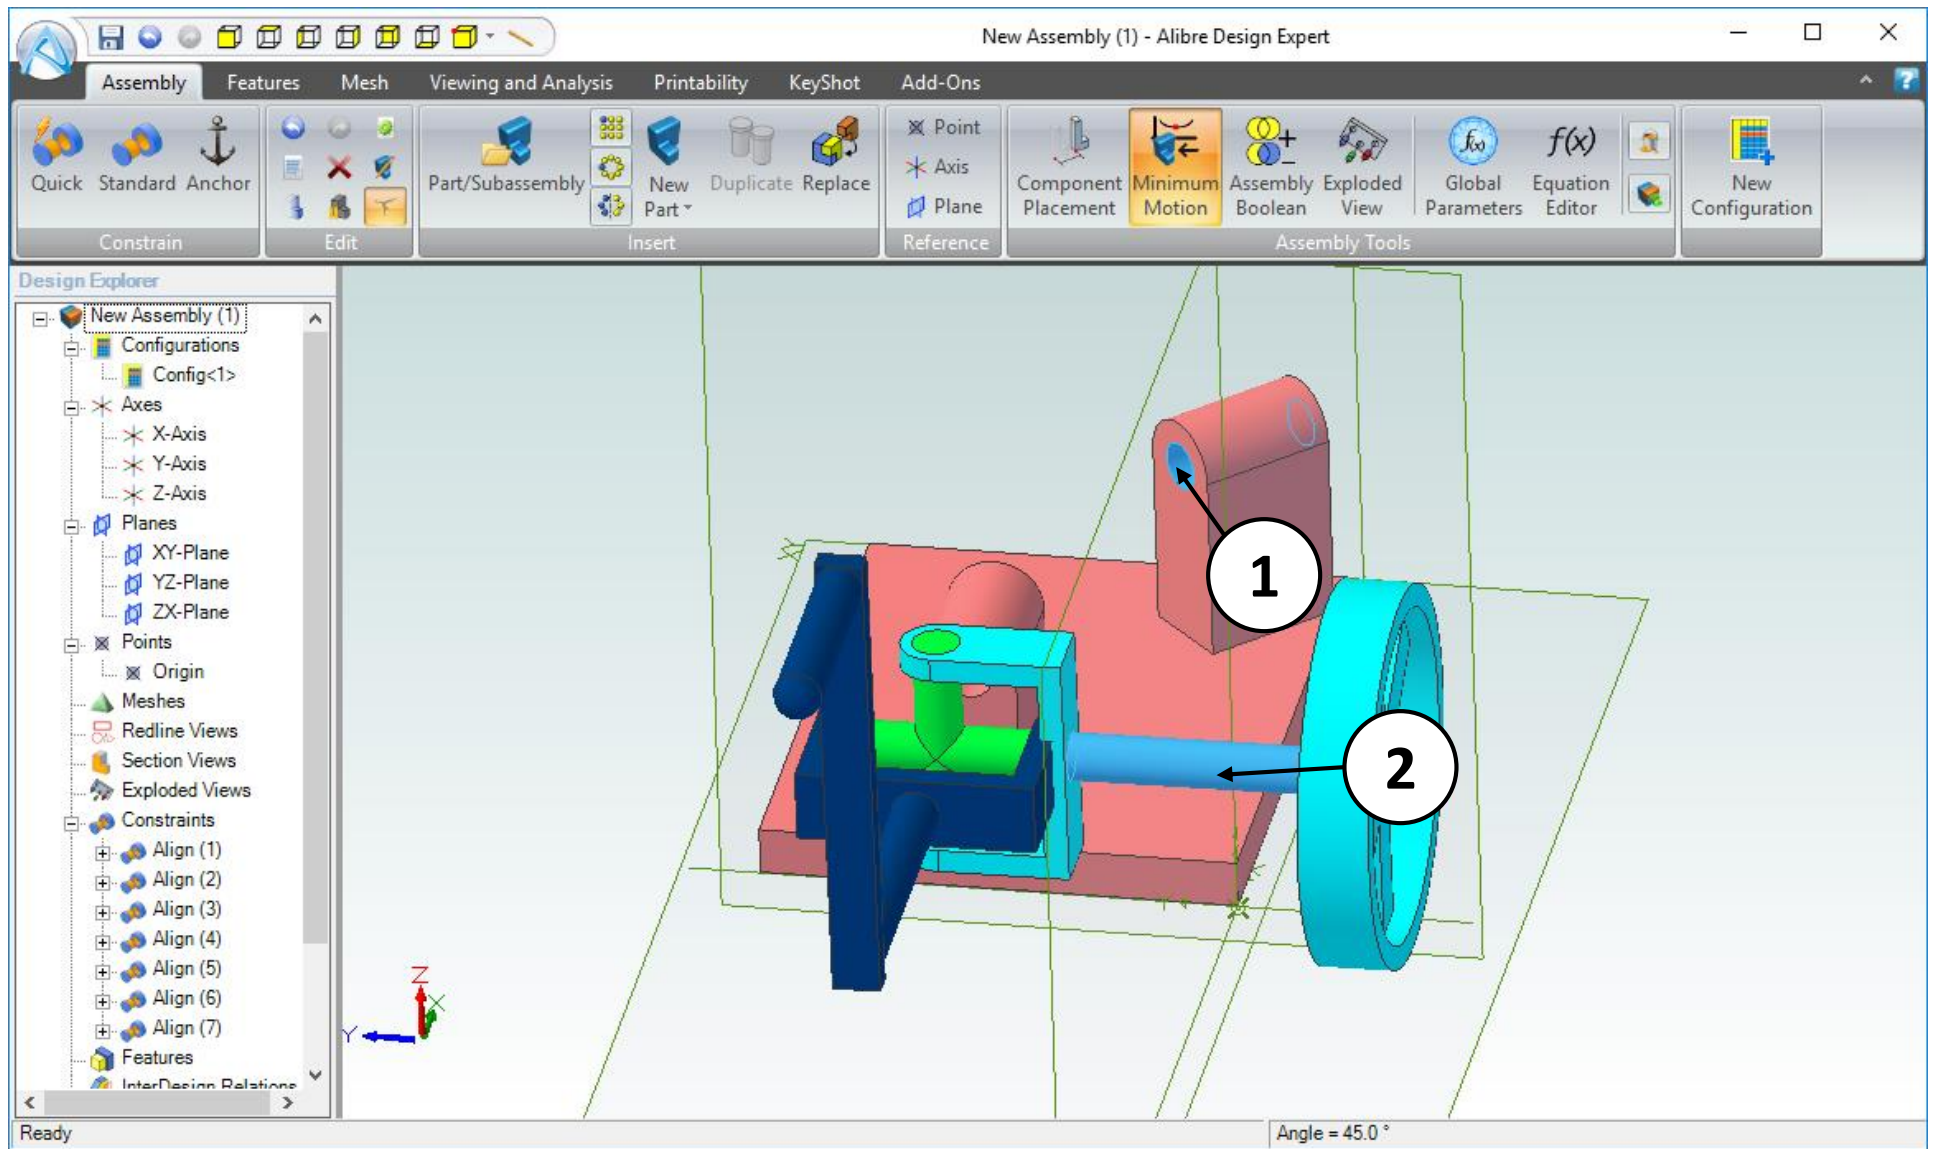 New Assembly (1) - Alibre Design Expert
Assembly Features Mesh Viewing and Analysis Printability KeyShot Add-Ons
Quick Standard Anchor
Constrain
Edit
Part/Subassembly
New Part
Duplicate
Replace
Insert
Point
Axis
Plane
Reference
Component Placement
Minimum Motion
Assembly Boolean
Exploded View
f(x)
Global Parameters
f(x)
Equation Editor
Assembly Tools
New Configuration
Design Explorer
New Assembly (1)
Configurations
Config<1>
Axes
X-Axis
Y-Axis
Z-Axis
Planes
XY-Plane
YZ-Plane
ZX-Plane
Points
Origin
Meshes
Redline Views
Section Views
Exploded Views
Constraints
Align (1)
Align (2)
Align (3)
Align (4)
Align (5)
Align (6)
Align (7)
Features
InterDesign Relations
1
2
Z
X
Y
Ready
Angle = 45.0 °